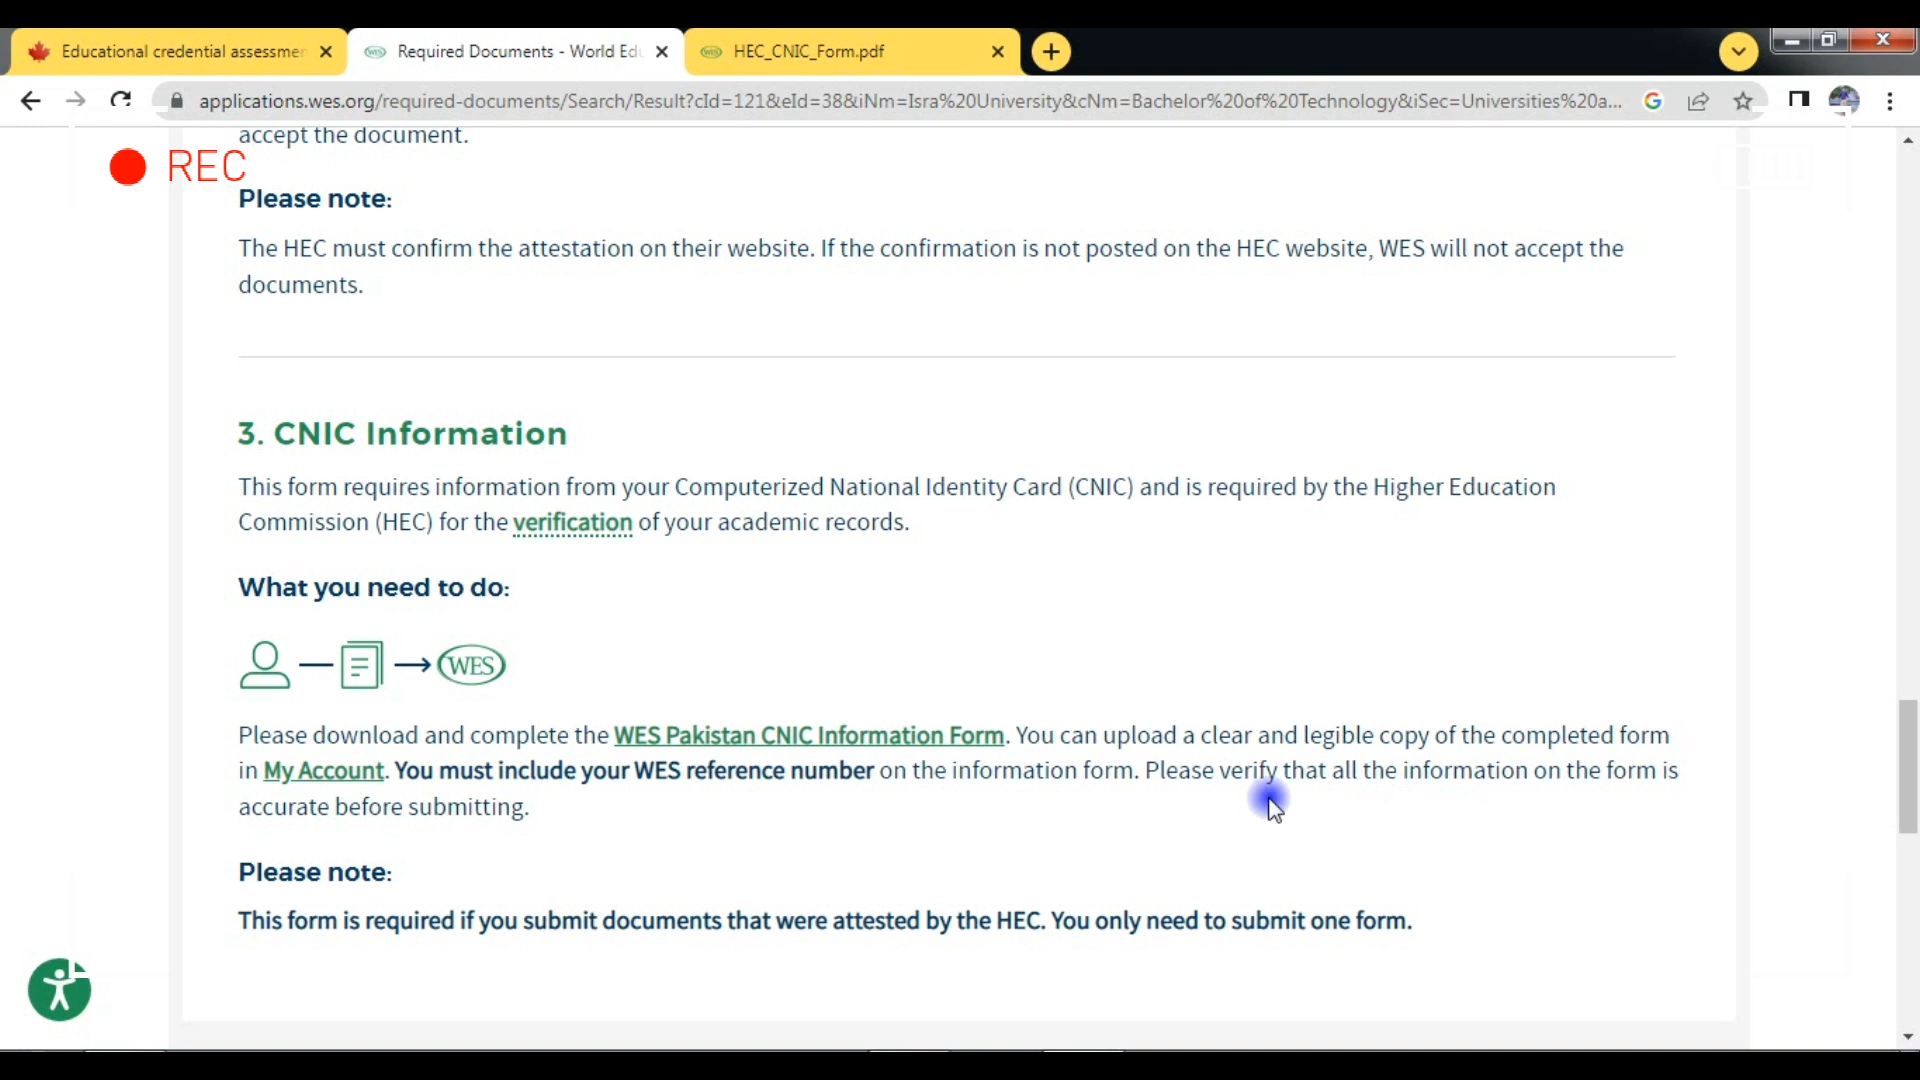 Educational credential assessmen
Required Documents - World Edu
HEC_CNIC_Form.pdf
applications.wes.org/required-documents/Search/Result?cId=121&eId=38&iNm=Isra%20University&cNm=Bachelor%20of%20Technology&iSec=Universities%20a...
accept the document.
REC
Please note:
The HEC must confirm the attestation on their website. If the confirmation is not posted on the HEC website, WES will not accept the
documents.
3. CNIC Information
This form requires information from your Computerized National Identity Card (CNIC) and is required by the Higher Education
Commission (HEC) for the verification of your academic records.
What you need to do:
WES
Please download and complete the WES Pakistan CNIC Information Form. You can upload a clear and legible copy of the completed form
in My Account. You must include your WES reference number on the information form. Please verify that all the information on the form is
accurate before submitting.
Please note:
This form is required if you submit documents that were attested by the HEC. You only need to submit one form.